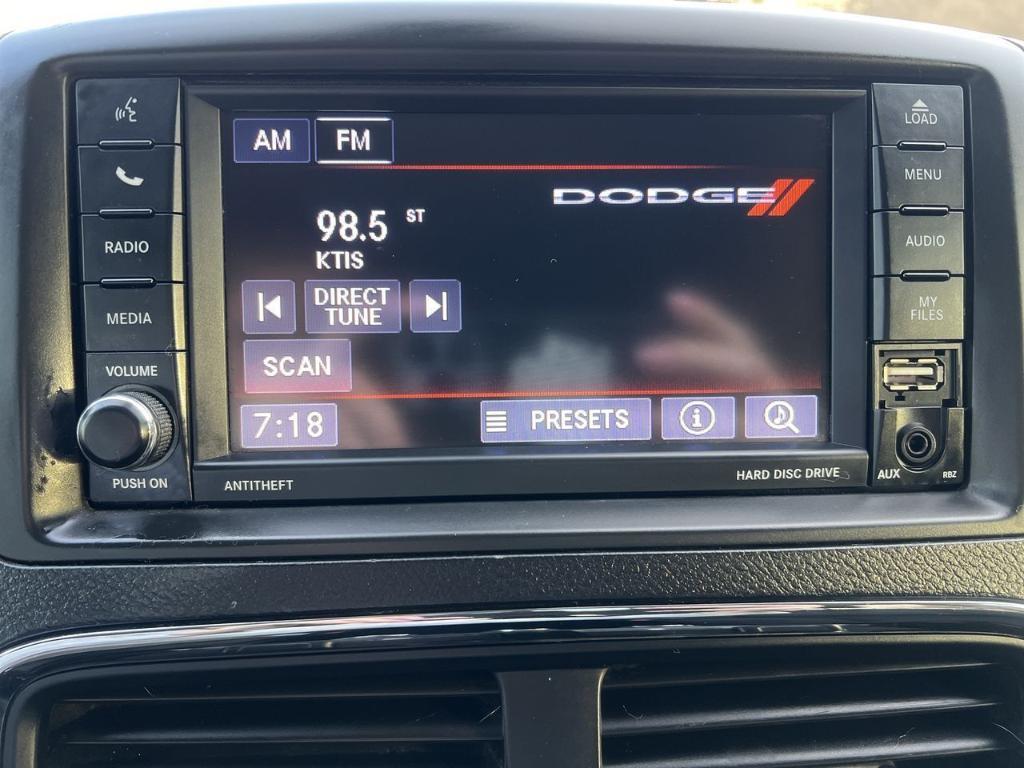 AM FM
DODGE
98.5 ST
KTIS
DIRECT
TUNE
SCAN
7:18 PRESETS
RADIO
MEDIA
VOLUME
PUSH ON
LOAD
MENU
AUDIO
MY
FILES
AUX RBZ
ANTITHEFT
HARD DISC DRIVE